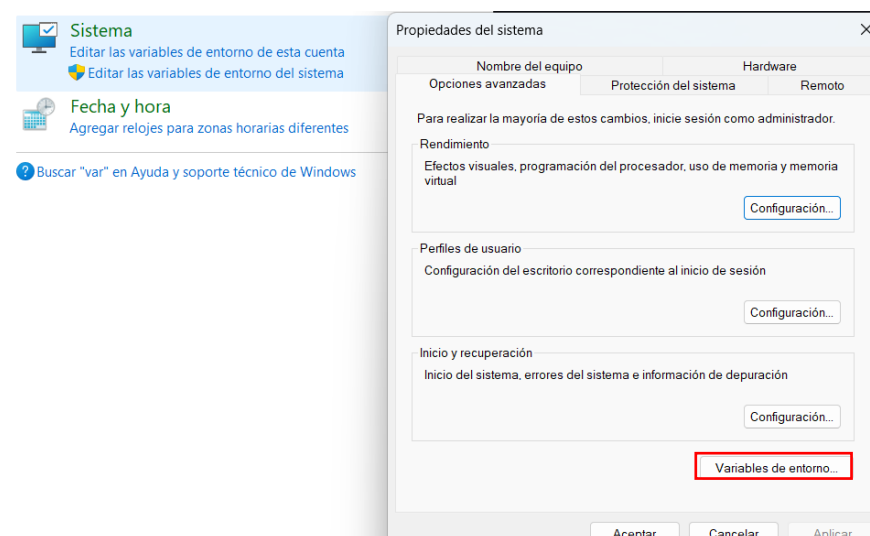 Sistema
Editar las variables de entorno de esta cuenta
Editar las variables de entorno del sistema
Fecha y hora
Agregar relojes para zonas horarias diferentes
Buscar "var" en Ayuda y soporte técnico de Windows
Propiedades del sistema
Nombre del equipo
Hardware
Opciones avanzadas
Protección del sistema
Remoto
Para realizar la mayoría de estos cambios, inicie sesión como administrador.
Rendimiento
Efectos visuales, programación del procesador, uso de memoria y memoria
virtual
Configuración...
Perfiles de usuario
Configuración del escritorio correspondiente al inicio de sesión
Configuración...
Inicio y recuperación
Inicio del sistema, errores del sistema e información de depuración
Configuración...
Variables de entorno...
Aceptar
Cancelar
Aplicar